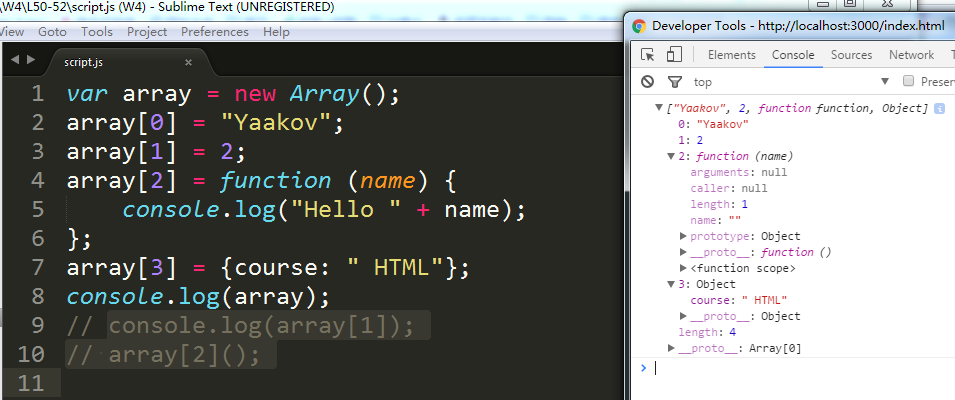 \W4\L50-52\script.js (W4) - Sublime Text (UNREGISTERED)
View Goto Tools Project Preferences Help
script.js ×
1 var array = new Array();
2 array[0] = "Yaakov";
3 array[1] = 2;
4 array[2] = function (name) {
5 console.log("Hello " + name);
6 };
7 array[3] = {course: " HTML"};
8 console.log(array);
9 // console.log(array[1]);
10 // array[2]();
11
Developer Tools - http://localhost:3000/index.html
Elements Console Sources Network T
top Preser
["Yaakov", 2, function function, Object] i
0: "Yaakov"
1: 2
2: function (name)
arguments: null
caller: null
length: 1
name: ""
prototype: Object
__proto__: function ()
<function scope>
3: Object
course: " HTML"
__proto__: Object
length: 4
__proto__: Array[0]
>